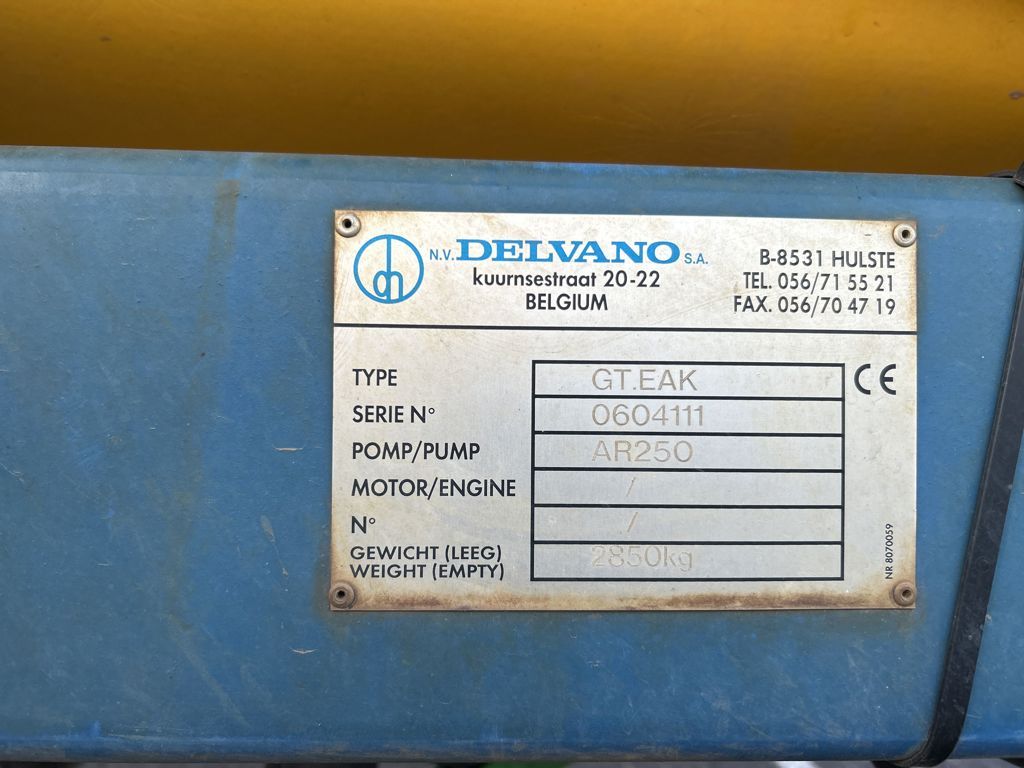 N.V. DELVANO S.A.
kuurnsestraat 20-22
BELGIUM
B-8531 HULSTE
TEL. 056/71 55 21
FAX. 056/70 47 19
TYPE GT.EAK
SERIE N° 0604111
POMP/PUMP AR250
MOTOR/ENGINE /
N° /
GEWICHT (LEEG)
WEIGHT (EMPTY) 2850kg
CE
NR 8070059